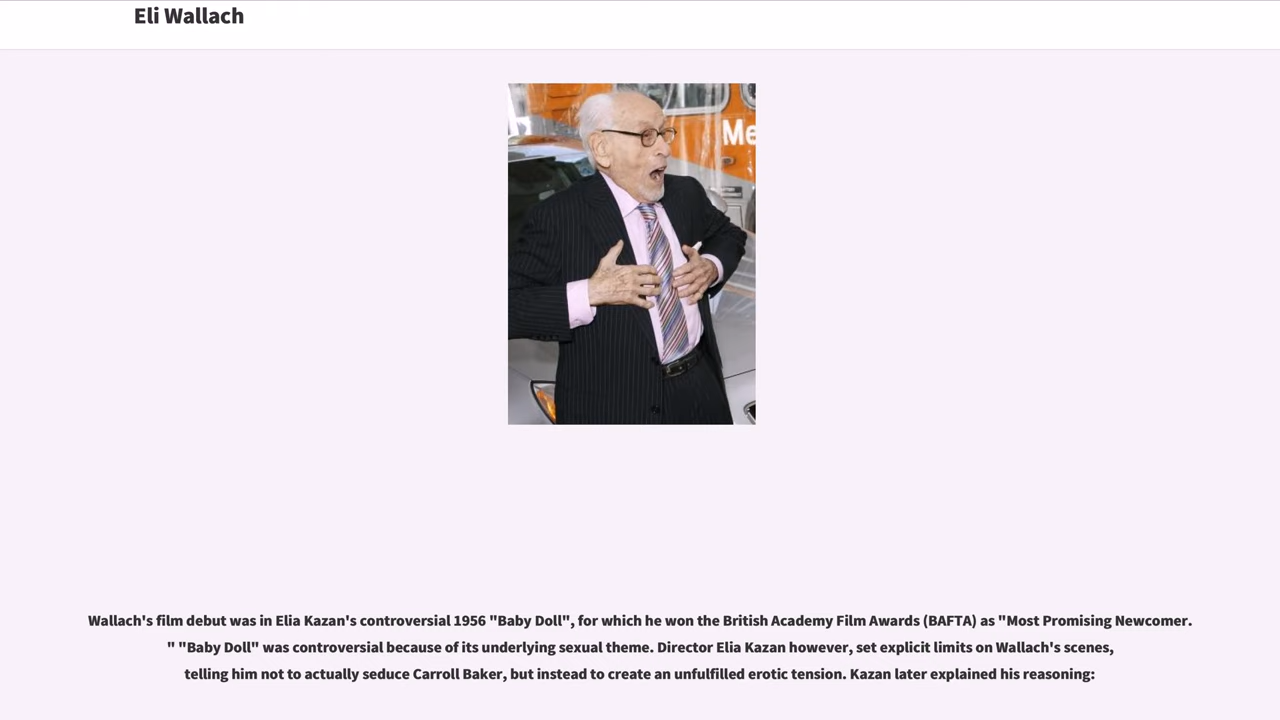 Eli Wallach
Me
Wallach's film debut was in Elia Kazan's controversial 1956 "Baby Doll", for which he won the British Academy Film Awards (BAFTA) as "Most Promising Newcomer.
" "Baby Doll" was controversial because of its underlying sexual theme. Director Elia Kazan however, set explicit limits on Wallach's scenes,
telling him not to actually seduce Carroll Baker, but instead to create an unfulfilled erotic tension. Kazan later explained his reasoning: